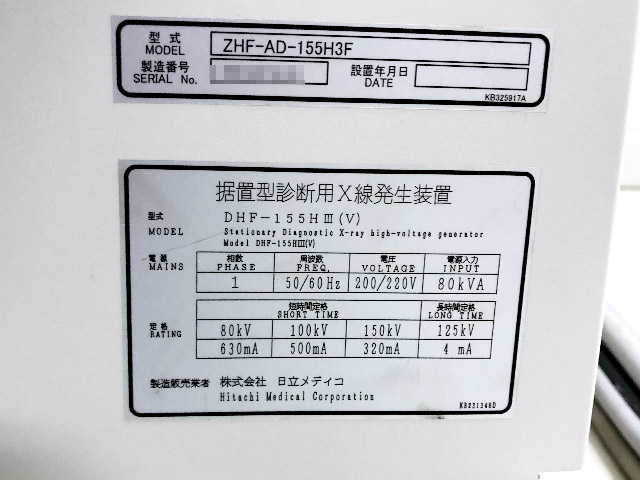 型式 ZHF-AD-155H3F
MODEL
製造番号 設置年月日
SERIAL No. DATE
KB325917A
据置型診断用X線発生装置
型式 DHF-155HⅢ(V)
MODEL Stationary Diagnostic X-ray high-voltage generator
Model DHF-155HⅢ(V)
電源 相数 周波数 電圧 電源入力
MAINS PHASE FREQ. VOLTAGE INPUT
1 50/60Hz 200/220V 80kVA
短時間定格 長時間定格
SHORT TIME LONG TIME
定格 80kV 100kV 150kV 125kV
RATING 630mA 500mA 320mA 4 mA
製造販売業者 株式会社 日立メディコ
Hitachi Medical Corporation
KB231346D